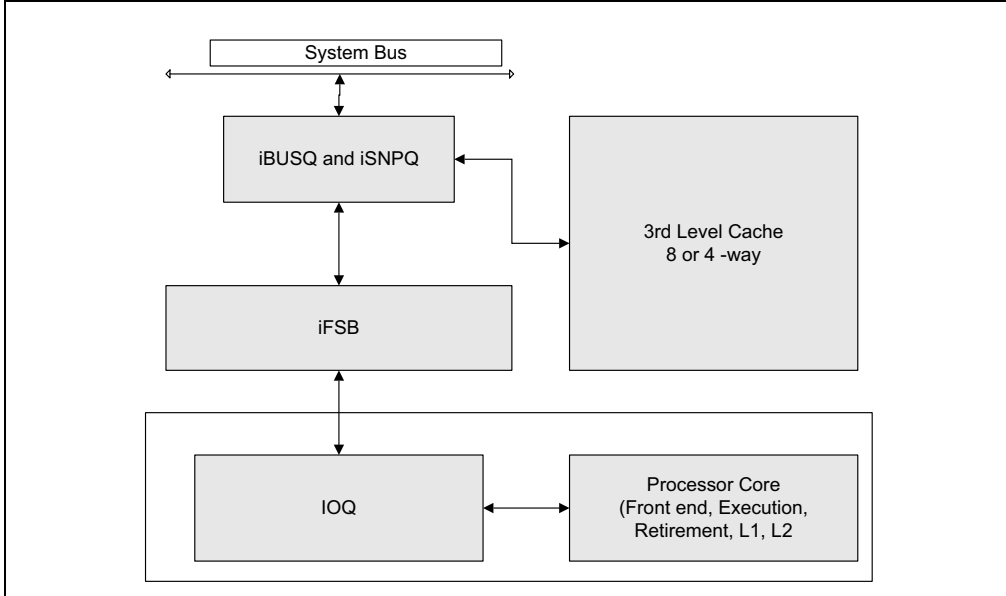 System Bus
iBUSQ and iSNPQ
3rd Level Cache
8 or 4 -way
iFSB
IOQ
Processor Core
(Front end, Execution,
Retirement, L1, L2